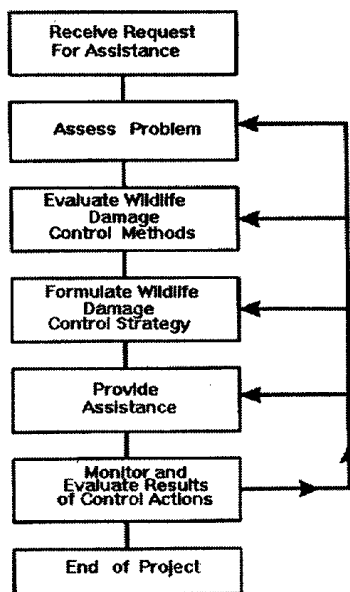 Receive Request
For Assistance
Assess Problem
Evaluate Wildlife
Damage
Control Methods
Formulate Wildlife
Damage
Control Strategy
Provide
Assistance
Monitor and
Evaluate Results
of Control Actions
End of Project